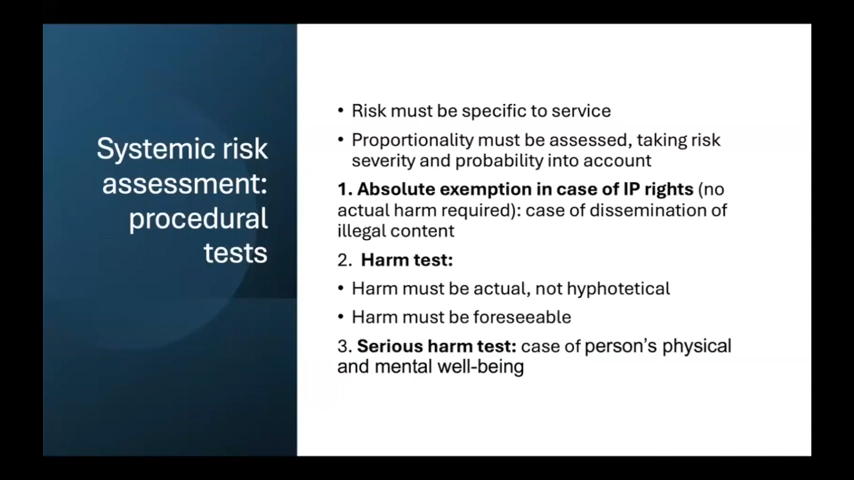 Systemic risk
assessment:
procedural
tests
• Risk must be specific to service
• Proportionality must be assessed, taking risk
severity and probability into account
1. Absolute exemption in case of IP rights (no
actual harm required): case of dissemination of
illegal content
2. Harm test:
• Harm must be actual, not hyphotetical
• Harm must be foreseeable
3. Serious harm test: case of person's physical
and mental well-being